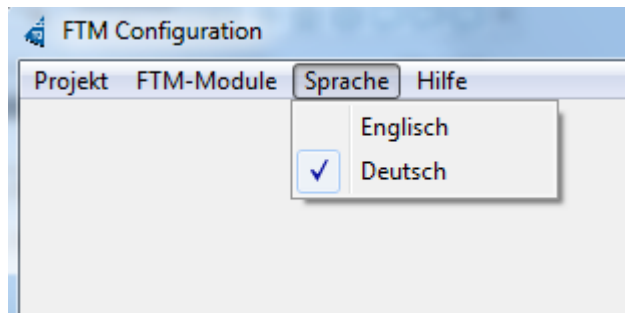 FTM Configuration
Projekt FTM-Module Sprache Hilfe
Englisch
Deutsch